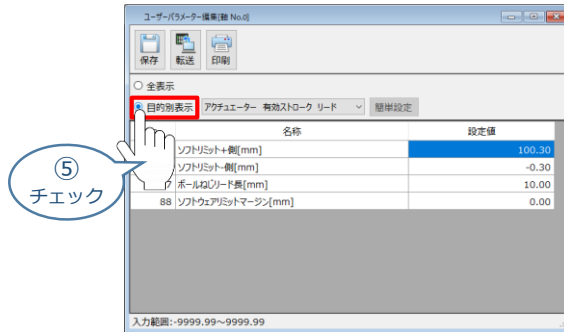 ユーザーパラメーター編集[軸 No.0]
保存 転送 印刷
全表示
目的別表示 アクチュエーター 有効ストローク リード 簡単設定
名称 設定値
ソフトリミット+側[mm] 100.30
ソフトリミット-側[mm] -0.30
7 ボールねじリード長[mm] 10.00
88 ソフトウェアリミットマージン[mm] 0.00
⑤
チェック
入力範囲:-9999.99~9999.99